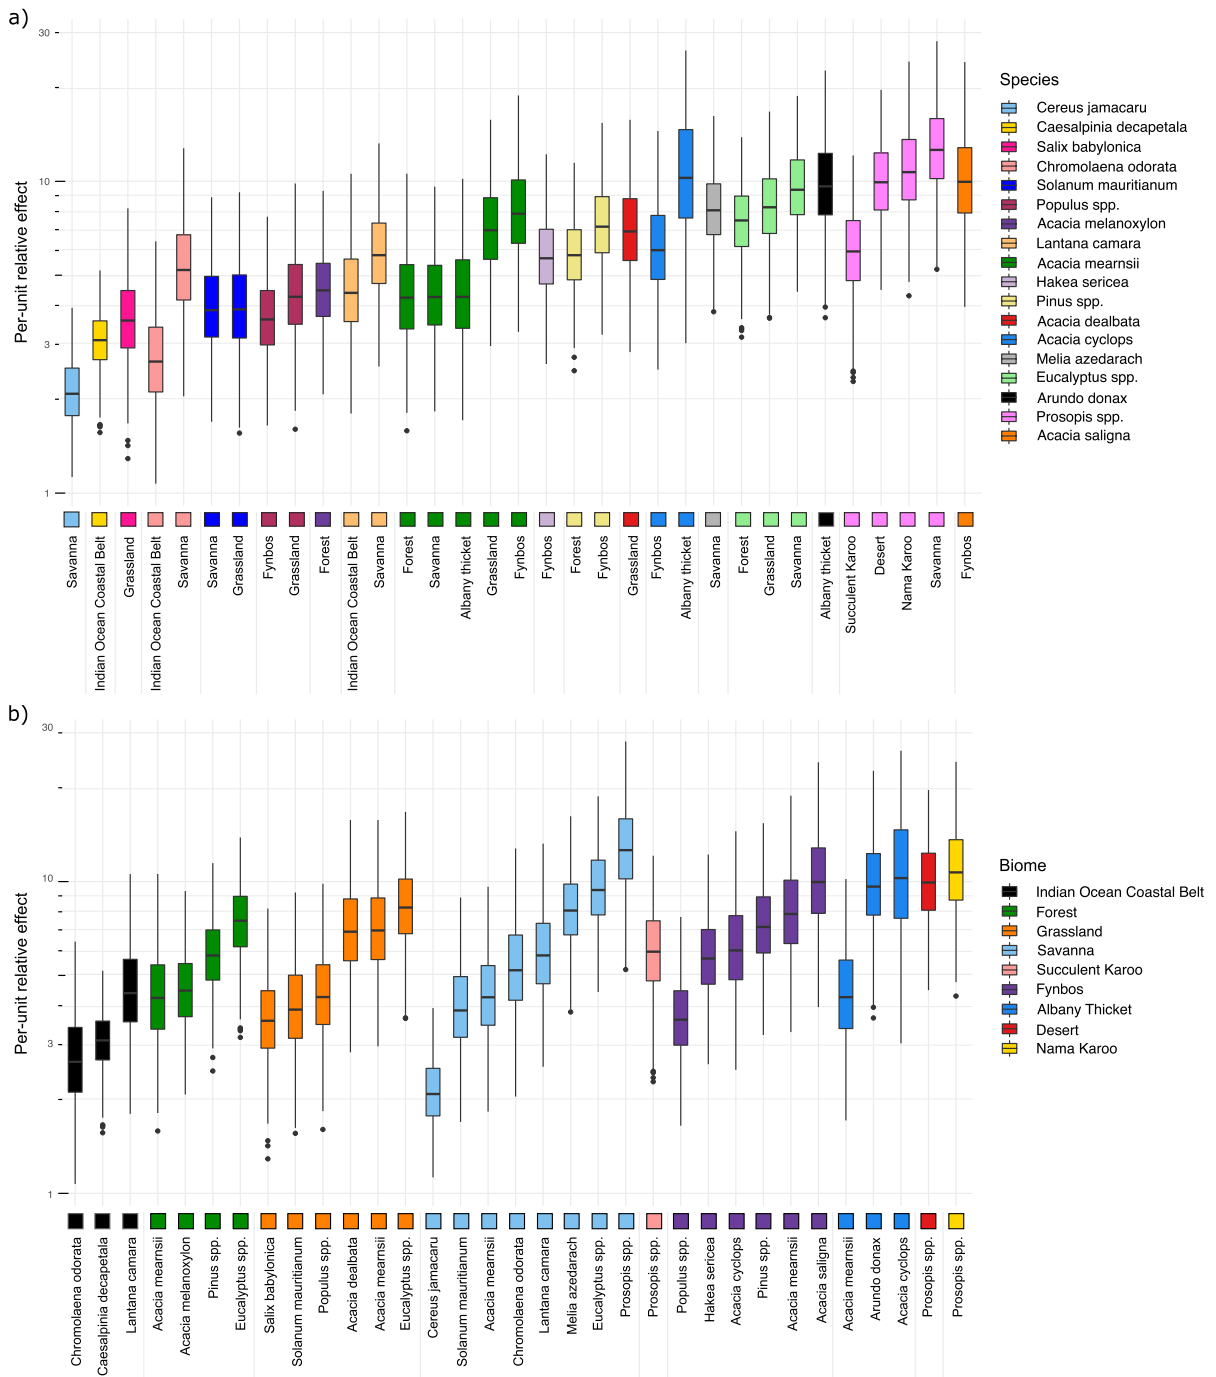 a)
30
10
3
1
Per-unit relative effect
Savanna
Indian Ocean Coastal Belt
Grassland
Indian Ocean Coastal Belt
Savanna
Savanna
Grassland
Fynbos
Grassland
Forest
Indian Ocean Coastal Belt
Savanna
Forest
Savanna
Albany thicket
Grassland
Fynbos
Fynbos
Forest
Fynbos
Grassland
Fynbos
Albany thicket
Savanna
Forest
Grassland
Savanna
Albany thicket
Succulent Karoo
Desert
Nama Karoo
Savanna
Fynbos
Species
Cereus jamacaru
Caesalpinia decapetala
Salix babylonica
Chromolaena odorata
Solanum mauritianum
Populus spp.
Acacia melanoxylon
Lantana camara
Acacia mearnsii
Hakea sericea
Pinus spp.
Acacia dealbata
Acacia cyclops
Melia azedarach
Eucalyptus spp.
Arundo donax
Prosopis spp.
Acacia saligna
b)
30
10
3
1
Per-unit relative effect
Chromolaena odorata
Caesalpinia decapetala
Lantana camara
Acacia mearnsii
Acacia melanoxylon
Pinus spp.
Eucalyptus spp.
Salix babylonica
Solanum mauritianum
Populus spp.
Acacia dealbata
Acacia mearnsii
Eucalyptus spp.
Cereus jamacaru
Solanum mauritianum
Acacia mearnsii
Chromolaena odorata
Lantana camara
Melia azedarach
Eucalyptus spp.
Prosopis spp.
Prosopis spp.
Populus spp.
Hakea sericea
Acacia cyclops
Pinus spp.
Acacia mearnsii
Acacia saligna
Acacia mearnsii
Arundo donax
Acacia cyclops
Prosopis spp.
Prosopis spp.
Biome
Indian Ocean Coastal Belt
Forest
Grassland
Savanna
Succulent Karoo
Fynbos
Albany Thicket
Desert
Nama Karoo